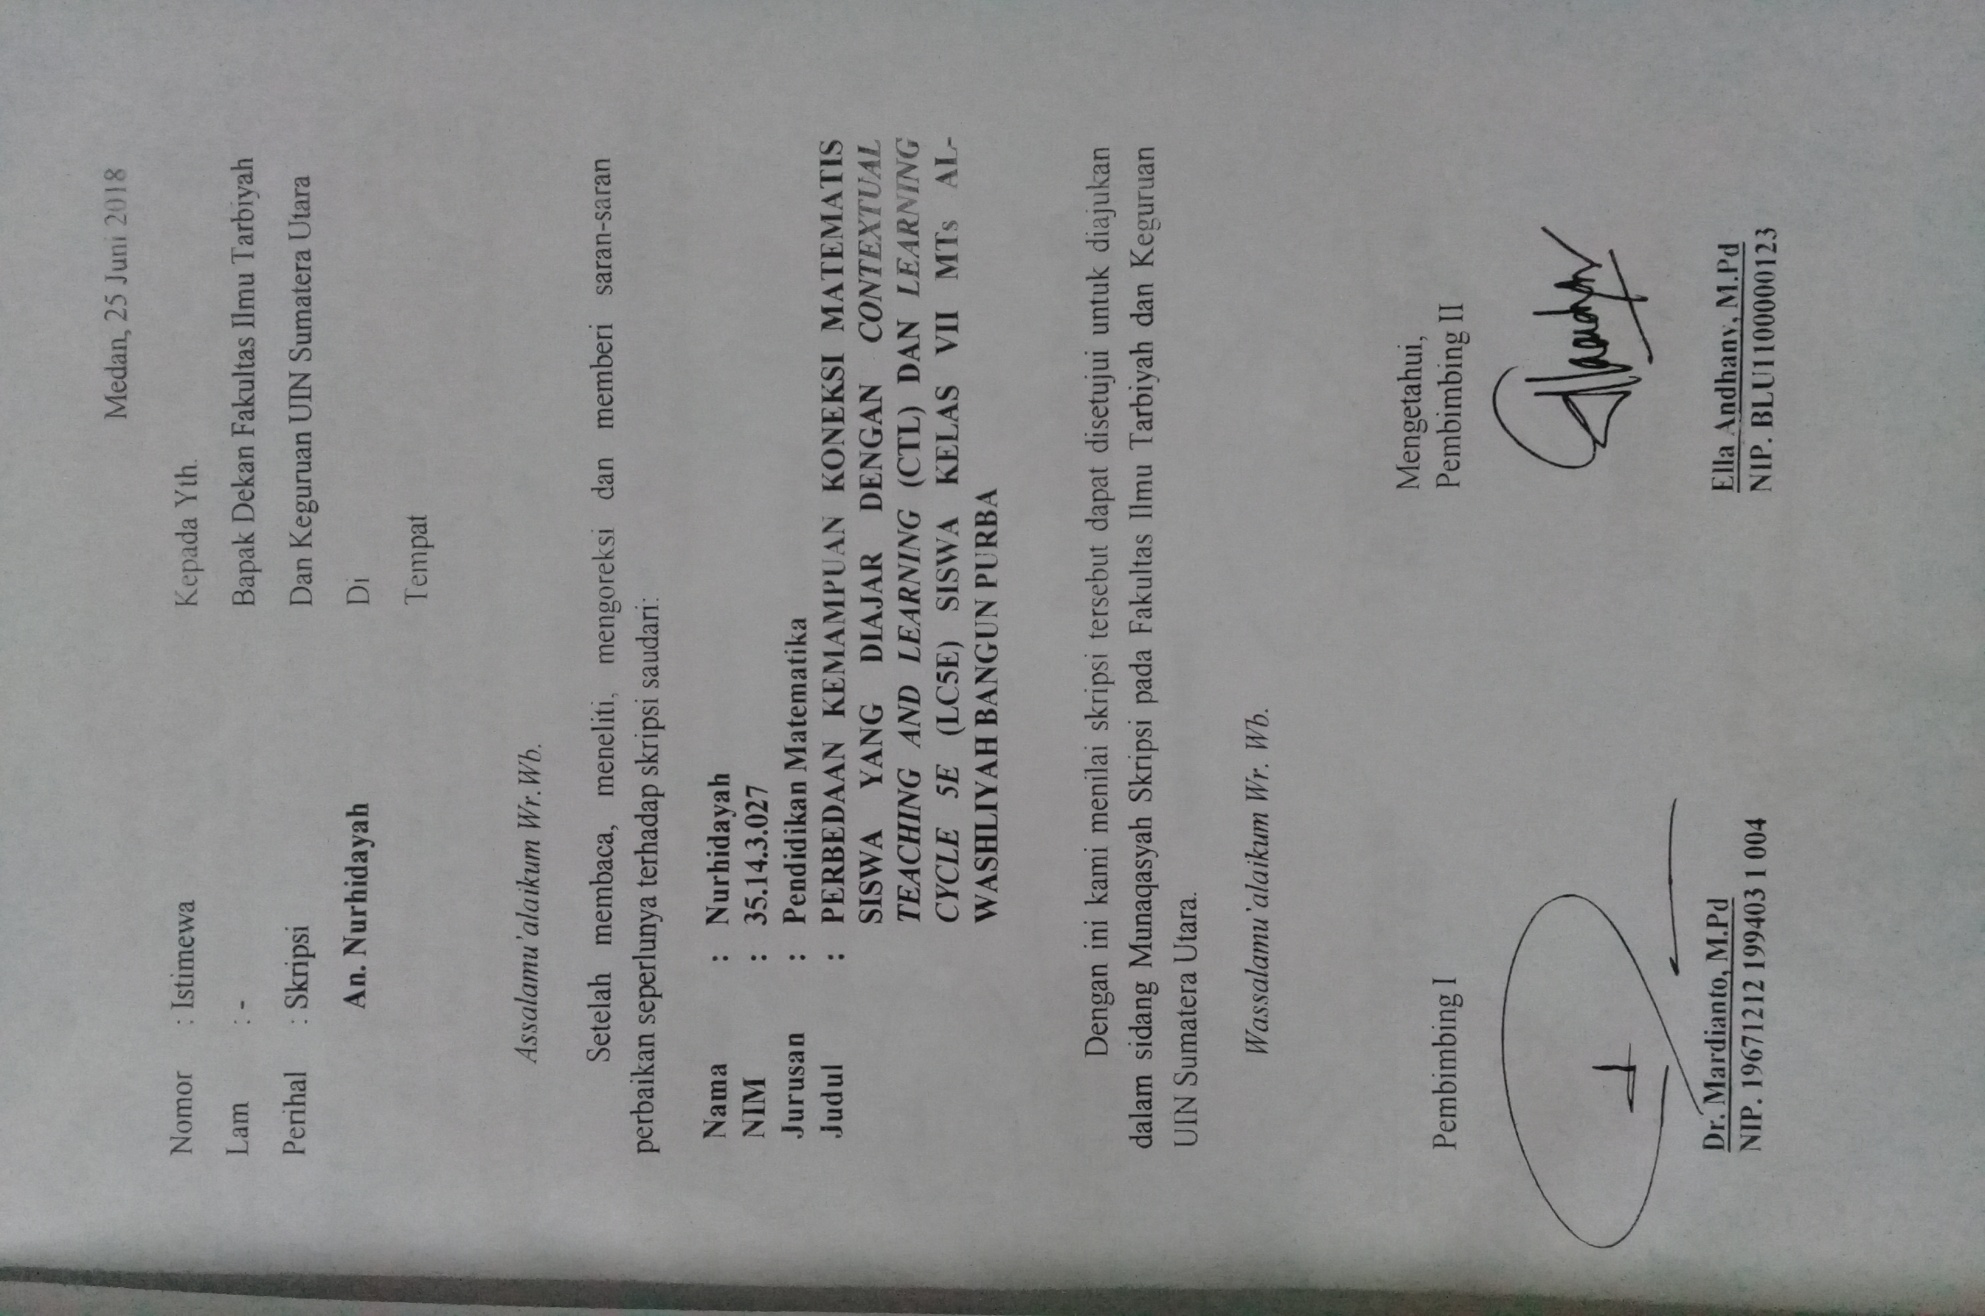 Medan, 25 Juni 2018
Nomor : Istimewa Kepada Yth.
Lam : - Bapak Dekan Fakultas Ilmu Tarbiyah
Perihal : Skripsi Dan Keguruan UIN Sumatera Utara
An. Nurhidayah Di
Tempat
Assalamu'alaikum Wr.Wb.
Setelah membaca, meneliti, mengoreksi dan memberi saran-saran
perbaikan seperlunya terhadap skripsi saudari:
Nama : Nurhidayah
NIM : 35.14.3.027
Jurusan : Pendidikan Matematika
Judul : PERBEDAAN KEMAMPUAN KONEKSI MATEMATIS
SISWA YANG DIAJAR DENGAN CONTEXTUAL
TEACHING AND LEARNING (CTL) DAN LEARNING
CYCLE 5E (LC5E) SISWA KELAS VII MTs AL-
WASHLIYAH BANGUN PURBA
Dengan ini kami menilai skripsi tersebut dapat disetujui untuk diajukan
dalam sidang Munaqasyah Skripsi pada Fakultas Ilmu Tarbiyah dan Keguruan
UIN Sumatera Utara.
Wassalamu'alaikum Wr. Wb.
Mengetahui,
Pembimbing I Pembimbing II
Dr. Mardianto, M.Pd Ella Andhany, M.Pd
NIP. 19671212 199403 1 004 NIP. BLU1100000123